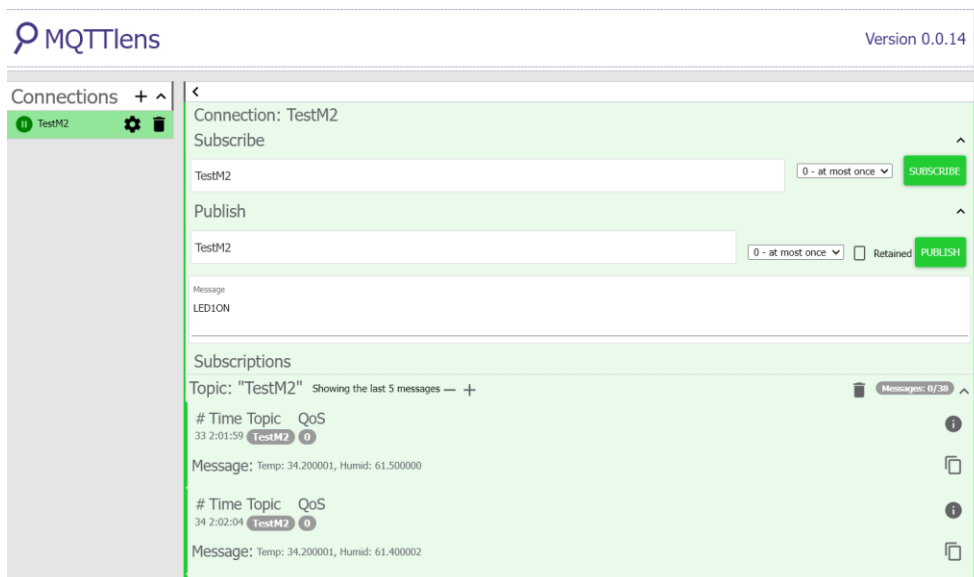 MQTTlens
Version 0.0.14
Connections +
TestM2
Connection: TestM2
Subscribe
TestM2
0 - at most once
SUBSCRIBE
Publish
TestM2
0 - at most once
Retained
PUBLISH
Message
LED1ON
Subscriptions
Topic: "TestM2" Showing the last 5 messages — +
Messages: 0/38
# Time Topic QoS
33 2:01:59 TestM2 0
Message: Temp: 34.200001, Humid: 61.500000
# Time Topic QoS
34 2:02:04 TestM2 0
Message: Temp: 34.200001, Humid: 61.400002